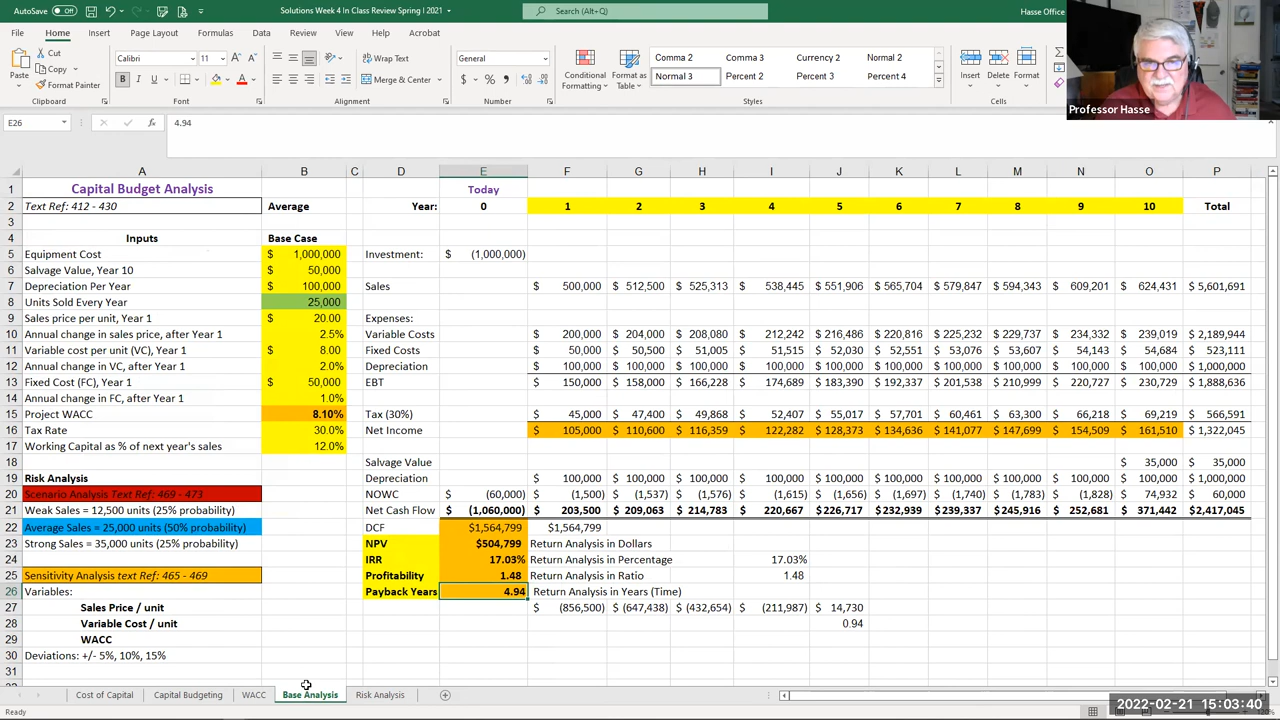 AutoSave Off Solutions Week 4 In Class Review Spring I 2021 Search (Alt+Q) Hasse Office
File Home Insert Page Layout Formulas Data Review View Help Acrobat
Cut Calibri 11 Wrap Text General Comma 2 Comma 3 Currency 2 Normal 2
Copy Normal 3 Percent 2 Percent 3 Percent 4
Paste Format Painter Merge & Center Conditional Formatting Format as Table Insert Delete Format
Clipboard Font Alignment Number Styles Cells
Professor Hasse
E26 4.94
A B C D E F G H I J K L M N O P
1 Capital Budget Analysis Today
2 Text Ref: 412 - 430 Average Year: 0 1 2 3 4 5 6 7 8 9 10 Total
3
4 Inputs Base Case
5 Equipment Cost $ 1,000,000 Investment: $ (1,000,000)
6 Salvage Value, Year 10 $ 50,000
7 Depreciation Per Year $ 100,000 Sales $ 500,000 $ 512,500 $ 525,313 $ 538,445 $ 551,906 $ 565,704 $ 579,847 $ 594,343 $ 609,201 $ 624,431 $ 5,601,691
8 Units Sold Every Year 25,000
9 Sales price per unit, Year 1 $ 20.00 Expenses:
10 Annual change in sales price, after Year 1 2.5% Variable Costs $ 200,000 $ 204,000 $ 208,080 $ 212,242 $ 216,486 $ 220,816 $ 225,232 $ 229,737 $ 234,332 $ 239,019 $ 2,189,944
11 Variable cost per unit (VC), Year 1 $ 8.00 Fixed Costs $ 50,000 $ 50,500 $ 51,005 $ 51,515 $ 52,030 $ 52,551 $ 53,076 $ 53,607 $ 54,143 $ 54,684 $ 523,111
12 Annual change in VC, after Year 1 2.0% Depreciation $ 100,000 $ 100,000 $ 100,000 $ 100,000 $ 100,000 $ 100,000 $ 100,000 $ 100,000 $ 100,000 $ 100,000 $ 1,000,000
13 Fixed Cost (FC), Year 1 $ 50,000 EBT $ 150,000 $ 158,000 $ 166,228 $ 174,689 $ 183,390 $ 192,337 $ 201,538 $ 210,999 $ 220,727 $ 230,729 $ 1,888,636
14 Annual change in FC, after Year 1 1.0%
15 Project WACC 8.10% Tax (30%) $ 45,000 $ 47,400 $ 49,868 $ 52,407 $ 55,017 $ 57,701 $ 60,461 $ 63,300 $ 66,218 $ 69,219 $ 566,591
16 Tax Rate 30.0% Net Income $ 105,000 $ 110,600 $ 116,359 $ 122,282 $ 128,373 $ 134,636 $ 141,077 $ 147,699 $ 154,509 $ 161,510 $ 1,322,045
17 Working Capital as % of next year's sales 12.0%
18 Salvage Value $ 35,000 $ 35,000
19 Risk Analysis Depreciation $ 100,000 $ 100,000 $ 100,000 $ 100,000 $ 100,000 $ 100,000 $ 100,000 $ 100,000 $ 100,000 $ 100,000 $ 100,000
20 Scenario Analysis Text Ref: 469 - 473 NOWC $ (60,000) $ (1,500) $ (1,537) $ (1,576) $ (1,615) $ (1,656) $ (1,697) $ (1,740) $ (1,783) $ (1,828) $ 74,932 $ 60,000
21 Weak Sales = 12,500 units (25% probability) Net Cash Flow $ (1,060,000) $ 203,500 $ 209,063 $ 214,783 $ 220,667 $ 226,717 $ 232,939 $ 239,337 $ 245,916 $ 252,681 $ 371,442 $ 2,417,045
22 Average Sales = 25,000 units (50% probability) DCF $1,564,799 $1,564,799
23 Strong Sales = 35,000 units (25% probability) NPV $504,799 Return Analysis in Dollars
24 IRR 17.03% Return Analysis in Percentage 17.03%
25 Sensitivity Analysis text Ref: 465 - 469 Profitability 1.48 Return Analysis in Ratio 1.48
26 Variables: Payback Years 4.94 Return Analysis in Years (Time)
27 Sales Price / unit $ (856,500) $ (647,438) $ (432,654) $ (211,987) $ 14,730
28 Variable Cost / unit 0.94
29 WACC
30 Deviations: +/- 5%, 10%, 15%
31
Cost of Capital Capital Budgeting WACC Base Analysis Risk Analysis
Ready 2022-02-21 15:03:40